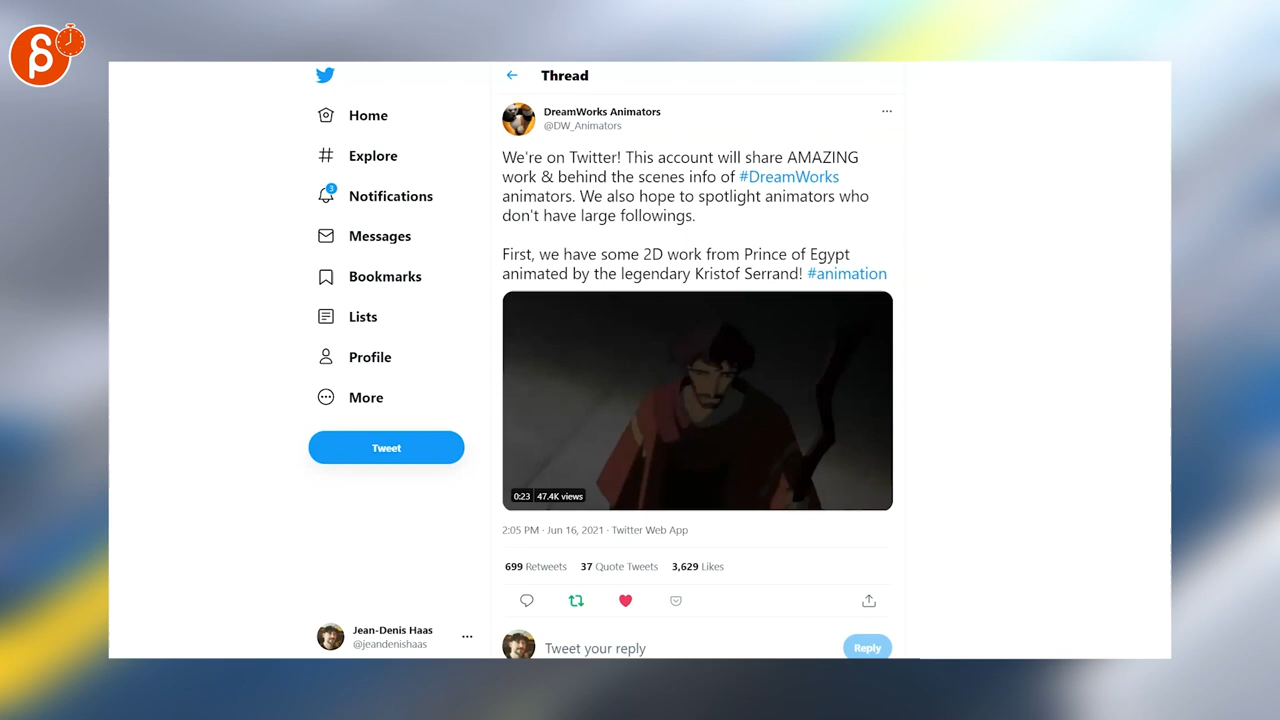 Thread
Home
Explore
3
Notifications
Messages
Bookmarks
Lists
Profile
More
Tweet
Jean-Denis Haas
@jeandenishaas
DreamWorks Animators
@DW_Animators
We're on Twitter! This account will share AMAZING
work & behind the scenes info of #DreamWorks
animators. We also hope to spotlight animators who
don't have large followings.
First, we have some 2D work from Prince of Egypt
animated by the legendary Kristof Serrand! #animation
0:23 47.4K views
2:05 PM · Jun 16, 2021 · Twitter Web App
699 Retweets 37 Quote Tweets 3,629 Likes
Tweet your reply
Reply